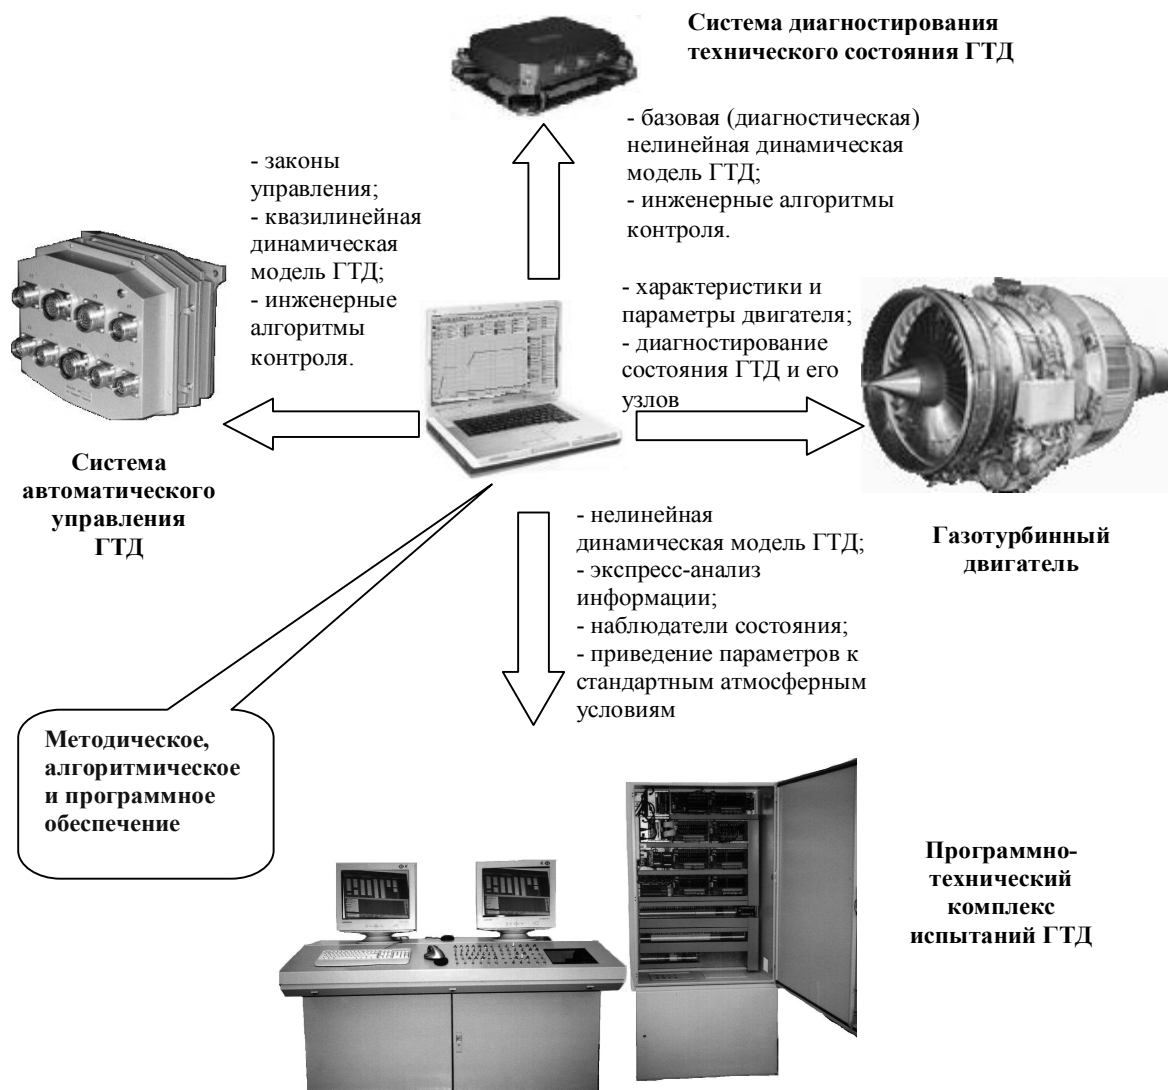 Система диагностирования
технического состояния ГТД
- базовая (диагностическая)
нелинейная динамическая
модель ГТД;
- инженерные алгоритмы
контроля.
- законы
управления;
- квазилинейная
динамическая
модель ГТД;
- инженерные
алгоритмы
контроля.
- характеристики и
параметры двигателя;
- диагностирование
состояния ГТД и его
узлов
Система
автоматического
управления
ГТД
Газотурбинный
двигатель
- нелинейная
динамическая модель ГТД;
- экспресс-анализ
информации;
- наблюдатели состояния;
- приведение параметров к
стандартным атмосферным
условиям
Методическое,
алгоритмическое
и программное
обеспечение
Программно-
технический
комплекс
испытаний ГТД